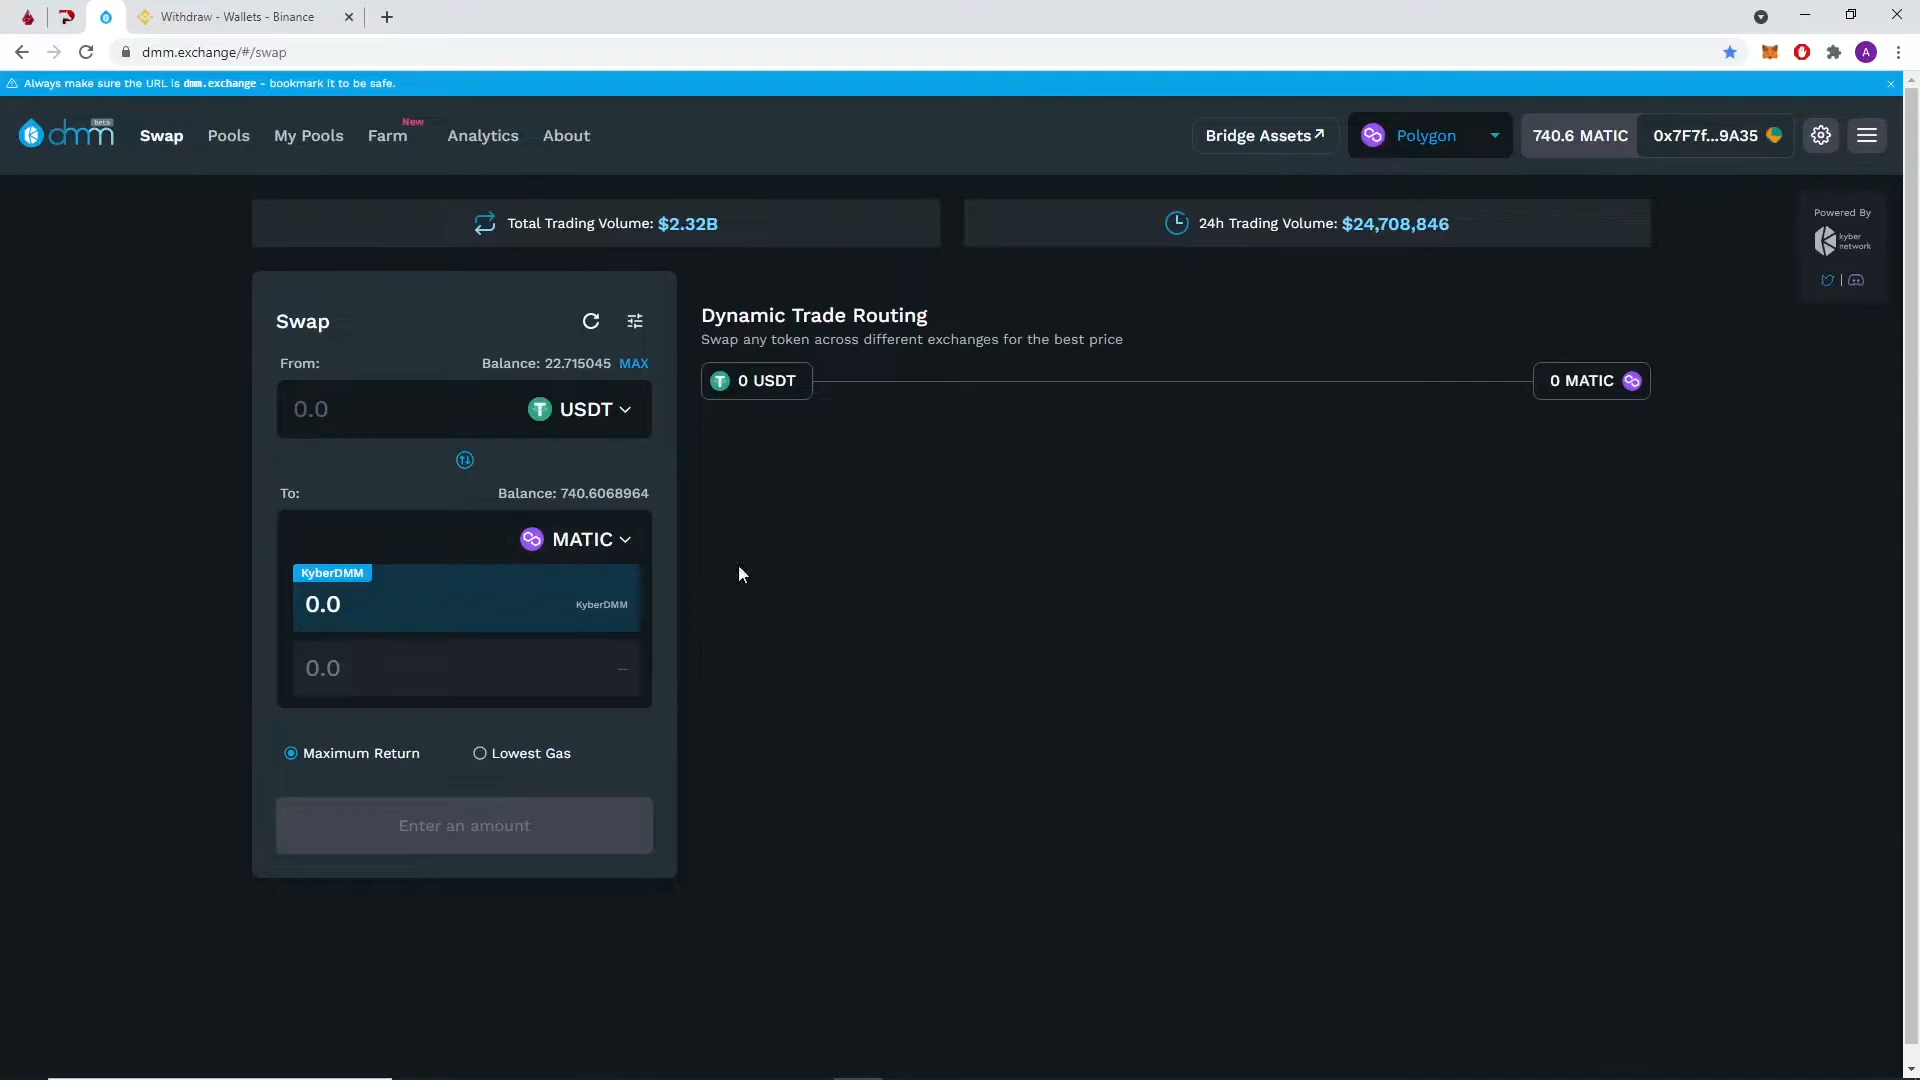 Withdraw - Wallets - Binance
dmm.exchange/#/swap
A
Always make sure the URL is dmm.exchange - bookmark it to be safe.
dmm beta
Swap
Pools
My Pools
Farm New
Analytics
About
Bridge Assets↗
Polygon
740.6 MATIC
0x7F7f...9A35
Total Trading Volume: $2.32B
24h Trading Volume: $24,708,846
Powered By
kyber
network
Swap
From:
Balance: 22.715045 MAX
0.0
USDT
To:
Balance: 740.6068964
MATIC
KyberDMM
0.0
KyberDMM
0.0
--
Maximum Return
Lowest Gas
Enter an amount
Dynamic Trade Routing
Swap any token across different exchanges for the best price
0 USDT
0 MATIC